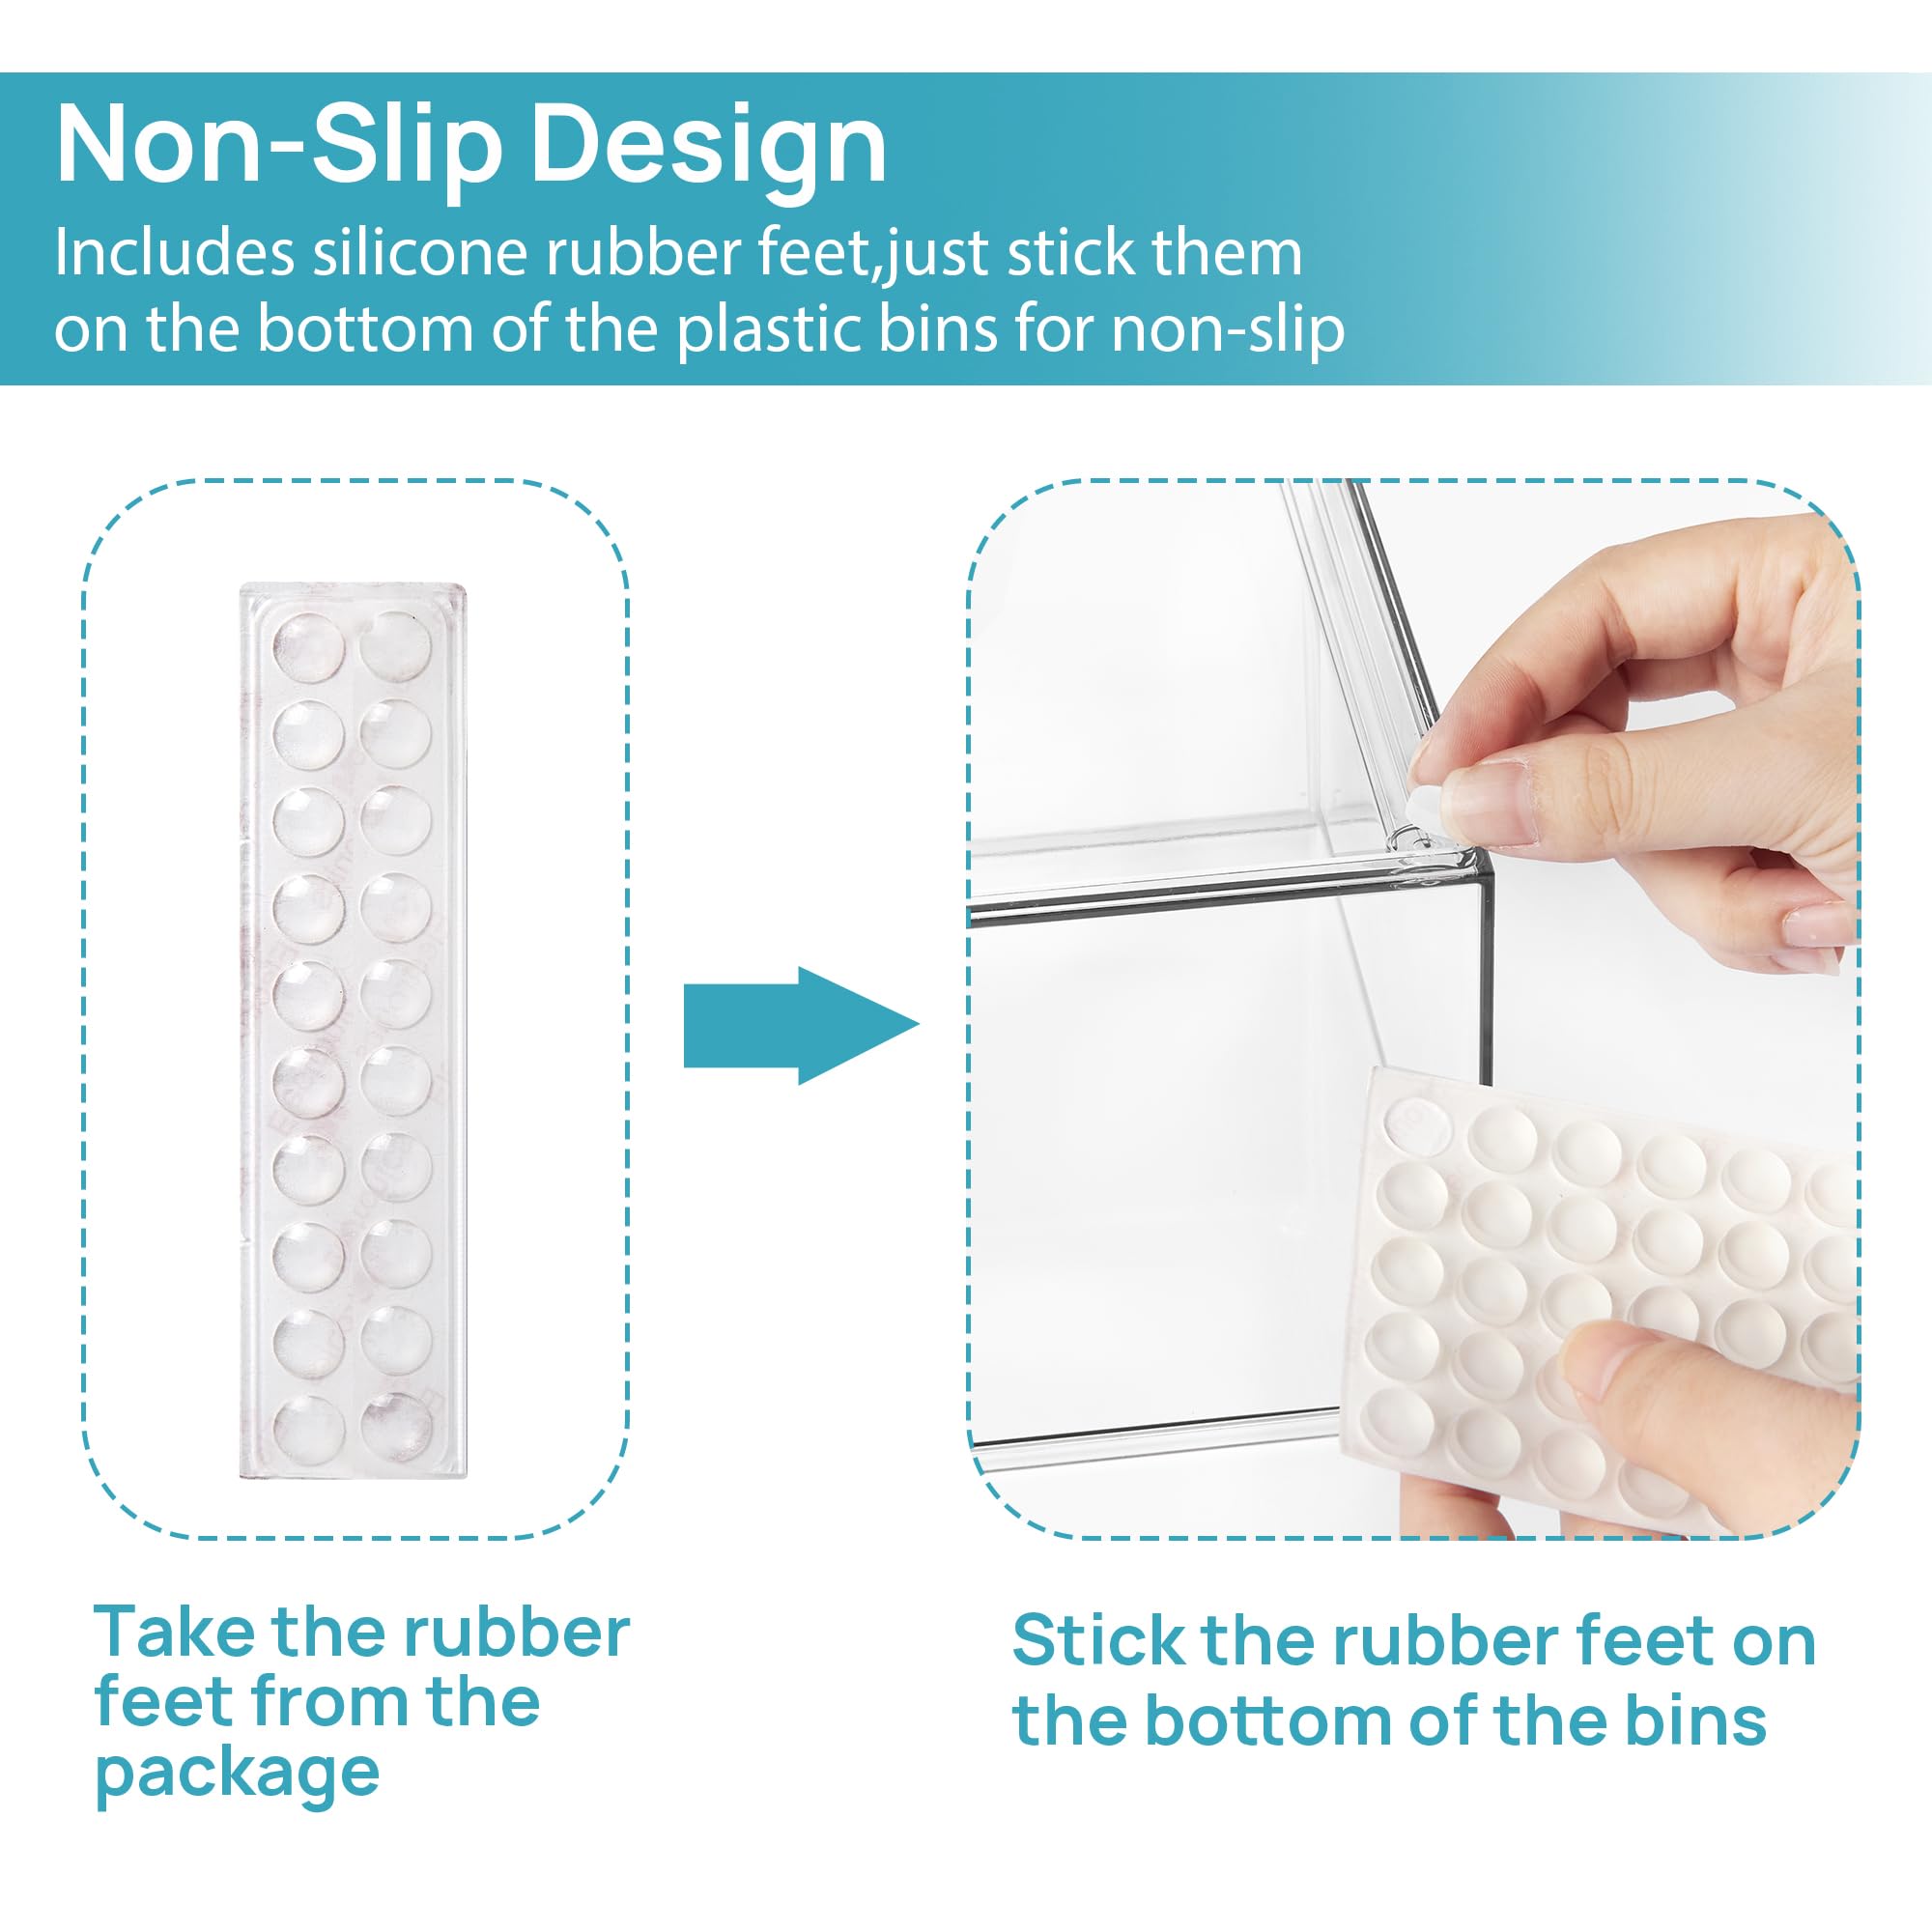 Non-Slip Design
Includes silicone rubber feet,just stick them
on the bottom of the plastic bins for non-slip
Take the rubber
feet from the
package
Stick the rubber feet on
the bottom of the bins